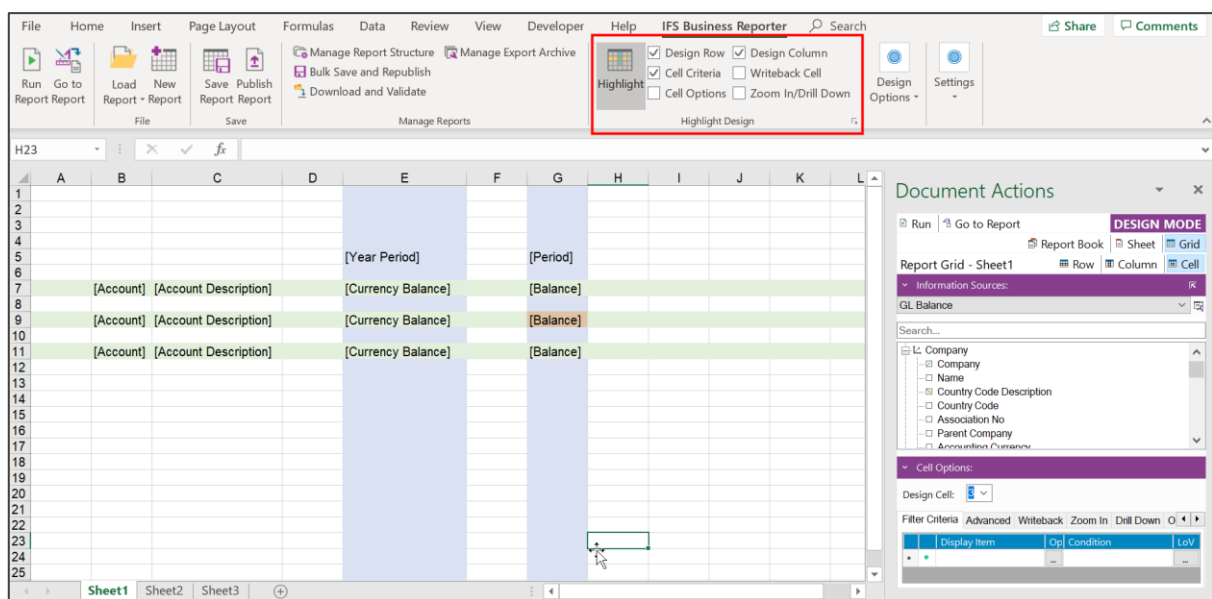 File Home Insert Page Layout Formulas Data Review View Developer Help IFS Business Reporter Search Share Comments
Run Report Go to Report Load Report New Report Save Report Publish Report
Manage Report Structure Manage Export Archive
Bulk Save and Republish
Download and Validate
Highlight
Design Row Design Column
Cell Criteria Writeback Cell
Cell Options Zoom In/Drill Down
Design Options Settings
File Save Manage Reports Highlight Design
H23 fx
A B C D E F G H I J K L
1
2
3
4
5 [Year Period] [Period]
6
7 [Account] [Account Description] [Currency Balance] [Balance]
8
9 [Account] [Account Description] [Currency Balance] [Balance]
10
11 [Account] [Account Description] [Currency Balance] [Balance]
12
13
14
15
16
17
18
19
20
21
22
23
24
25
Sheet1 Sheet2 Sheet3
Document Actions
Run Go to Report DESIGN MODE
Report Book Sheet Grid
Report Grid - Sheet1 Row Column Cell
Information Sources:
GL Balance
Search...
Company
Company
Name
Country Code Description
Country Code
Association No
Parent Company
Accounting Currency
Cell Options:
Design Cell: 3
Filter Criteria Advanced Writeback Zoom In Drill Down O
Display Item Op Condition LoV
... ...